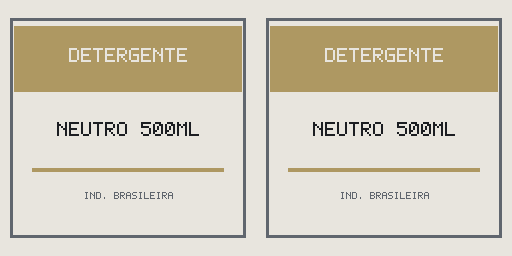 DETERGENTE
NEUTRO 500ML
IND. BRASILEIRA
DETERGENTE
NEUTRO 500ML
IND. BRASILEIRA